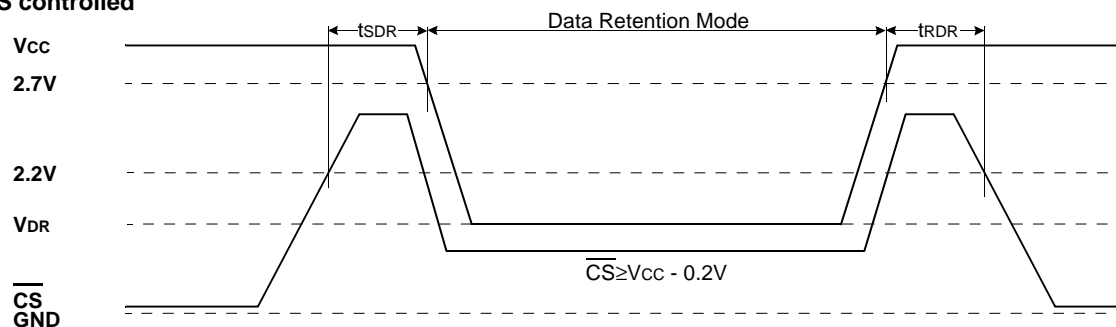 S controlled
tSDR
Data Retention Mode
tRDR
VCC
2.7V
2.2V
VDR
CS≥VCC - 0.2V
CS
GND